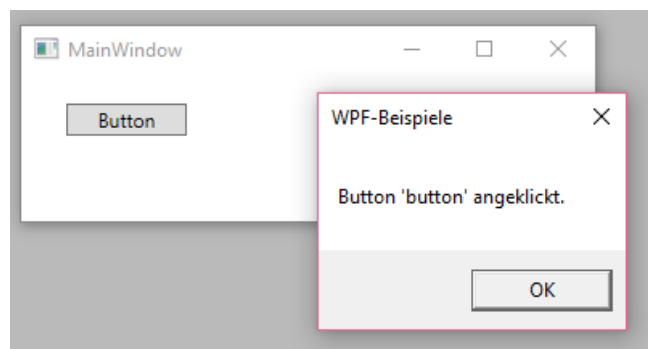 MainWindow
Button
WPF-Beispiele
Button 'button' angeklickt.
OK